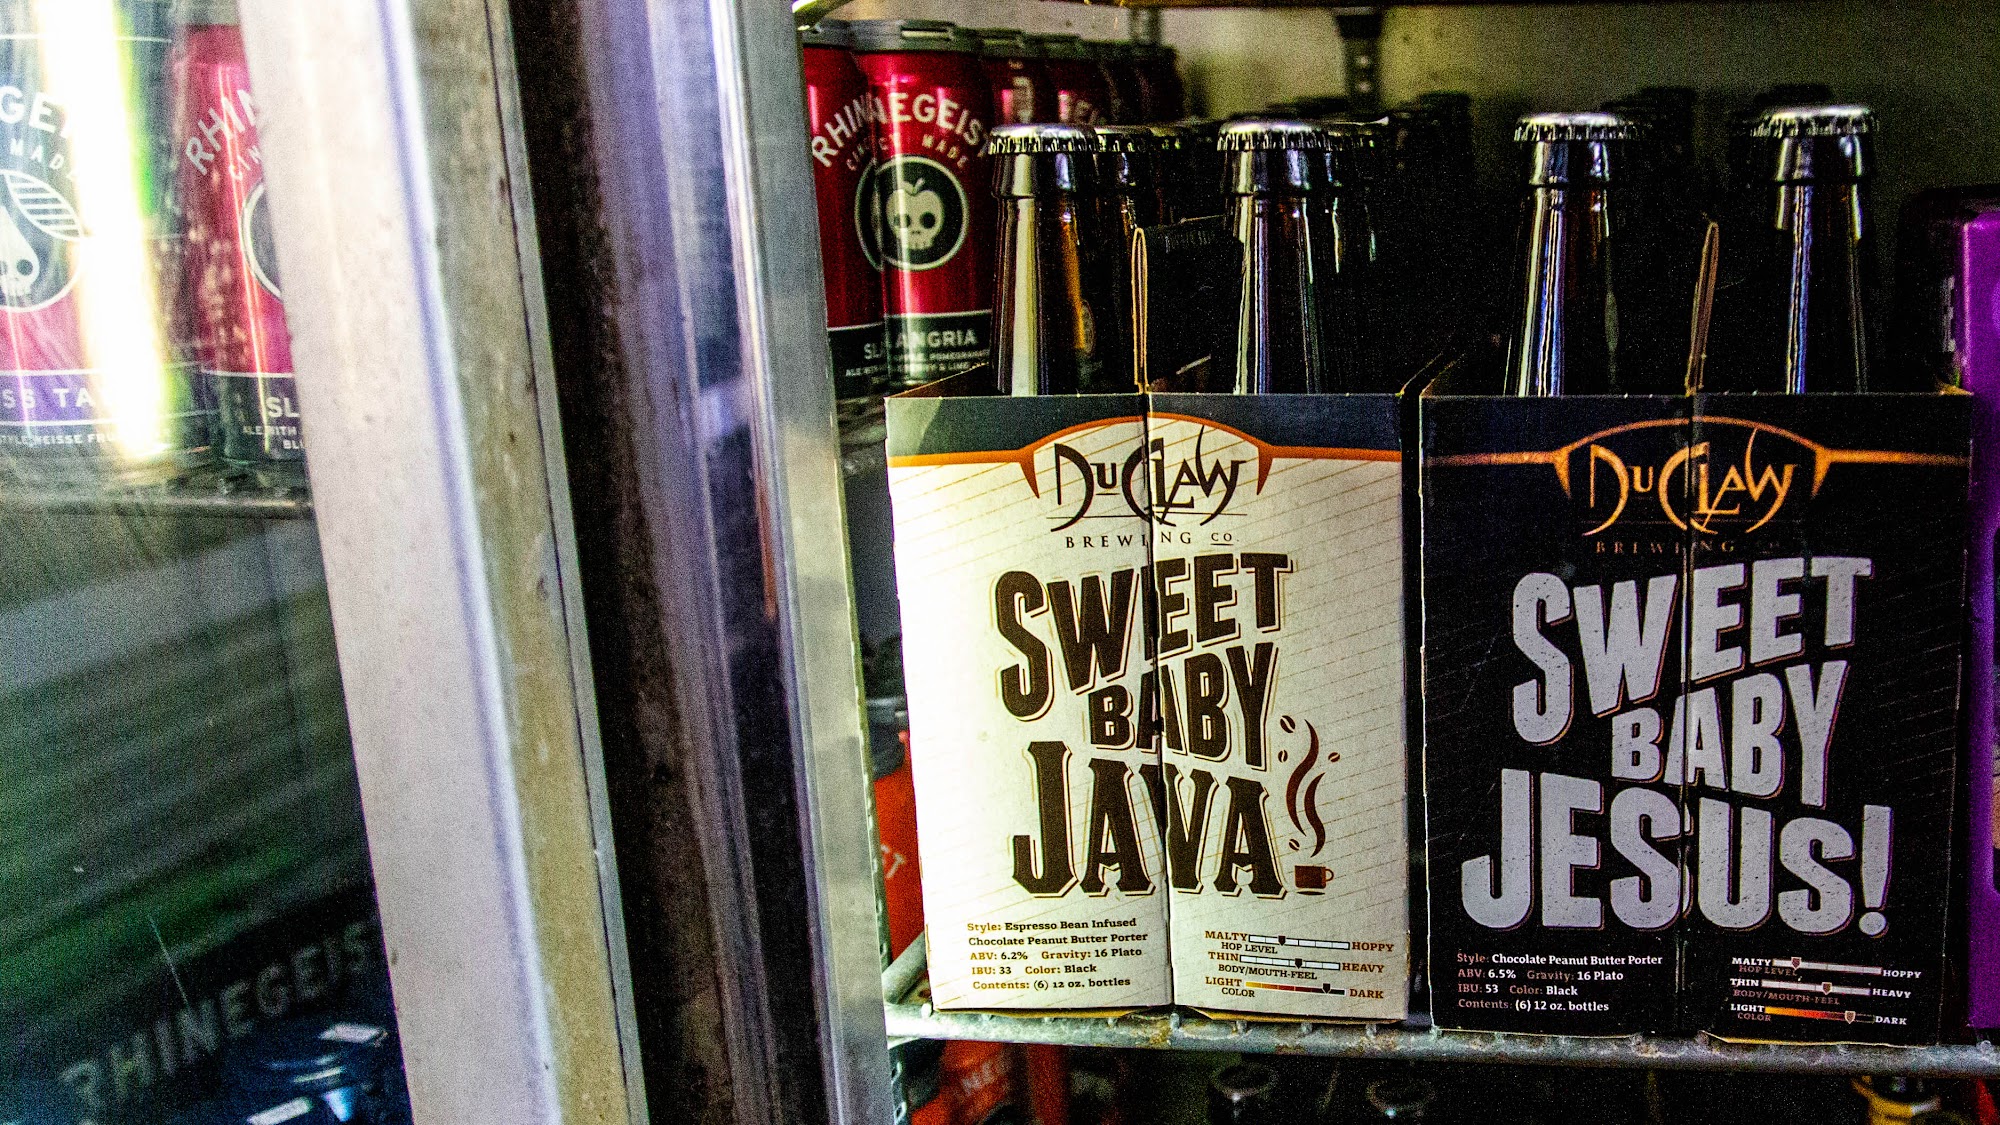 RHINEGEIST
MADE
SLANGRIA
DUCLAW
BREWING CO.
SWEET
BABY
JAVA
Style: Espresso Bean Infused
Chocolate Peanut Butter Porter
ABV: 6.2% Gravity: 16 Plato
IBU: 33 Color: Black
Contents: (6) 12 oz. bottles
MALTY HOPPY
HOP LEVEL
THIN HEAVY
BODY/MOUTH-FEEL
LIGHT DARK
COLOR
DUCLAW
BREWING
SWEET
BABY
JESUS!
Style: Chocolate Peanut Butter Porter
ABV: 6.5% Gravity: 16 Plato
IBU: 53 Color: Black
Contents: (6) 12 oz. bottles
MALTY HOPPY
HOP LEVEL
THIN HEAVY
BODY/MOUTH-FEEL
LIGHT DARK
COLOR
RHINEGEIS